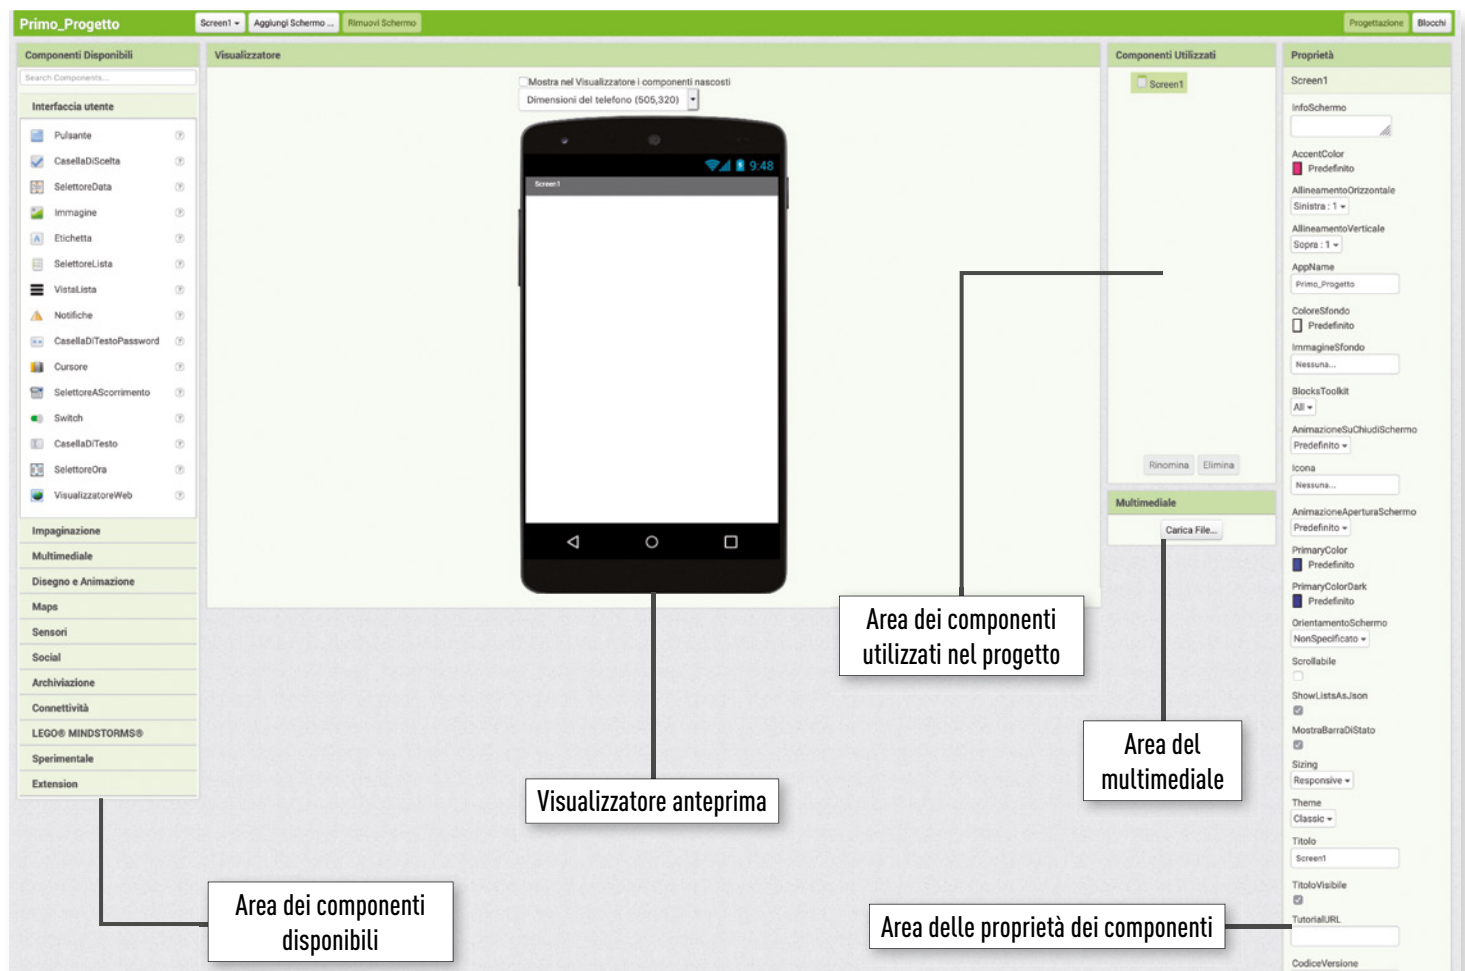 Primo_Progetto
Screen1
Aggiungi Schermo ...
Rimuovi Schermo
Progettazione
Blocchi
Componenti Disponibili
Search Components...
Interfaccia utente
Pulsante
CasellaDiScelta
SelettoreData
Immagine
Etichetta
SelettoreLista
VistaLista
Notifiche
CasellaDiTestoPassword
Cursore
SelettoreAScorrimento
Switch
CasellaDiTesto
SelettoreOra
VisualizzatoreWeb
Impaginazione
Multimediale
Disegno e Animazione
Maps
Sensori
Social
Archiviazione
Connettività
LEGO® MINDSTORMS®
Sperimentale
Extension
Area dei componenti
disponibili
Visualizzatore
Mostra nel Visualizzatore i componenti nascosti
Dimensioni del telefono (505,320)
9:48
Screen1
Visualizzatore anteprima
Componenti Utilizzati
Screen1
Rinomina
Elimina
Area dei componenti
utilizzati nel progetto
Multimediale
Carica File...
Area del
multimediale
Proprietà
Screen1
InfoSchermo
AccentColor
Predefinito
AllineamentoOrizzontale
Sinistra : 1
AllineamentoVerticale
Sopra : 1
AppName
Primo_Progetto
ColoreSfondo
Predefinito
ImmagineSfondo
Nessuna...
BlocksToolkit
All
AnimazioneSuChiudiSchermo
Predefinito
Icona
Nessuna...
AnimazioneAperturaSchermo
Predefinito
PrimaryColor
Predefinito
PrimaryColorDark
Predefinito
OrientamentoSchermo
NonSpecificato
Scrollabile
ShowListsAsJson
MostraBarraDiStato
Sizing
Responsive
Theme
Classic
Titolo
Screen1
TitoloVisibile
TutorialURL
CodiceVersione
Area delle proprietà dei componenti